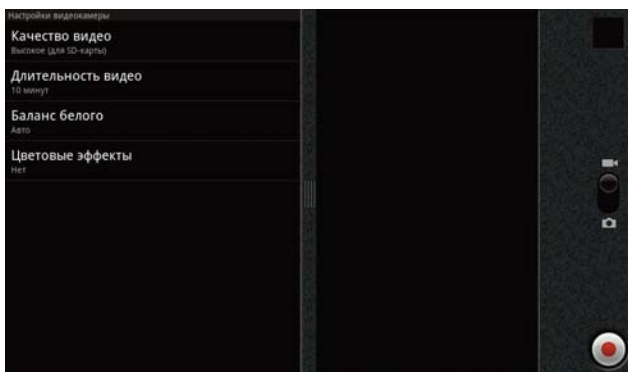 Настройки видеокамеры
Качество видео
Высокое (для SD-карты)
Длительность видео
10 минут
Баланс белого
Авто
Цветовые эффекты
Нет